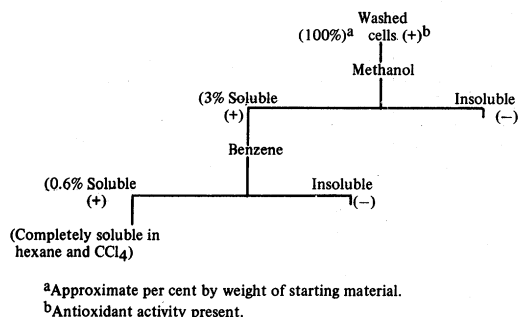 Washed
(100%)a cells (+)b
Methanol
(3% Soluble Insoluble
(+) (−)
Benzene
(0.6% Soluble Insoluble
(+) (−)
(Completely soluble in
hexane and CCl4)
aApproximate per cent by weight of starting material.
bAntioxidant activity present.